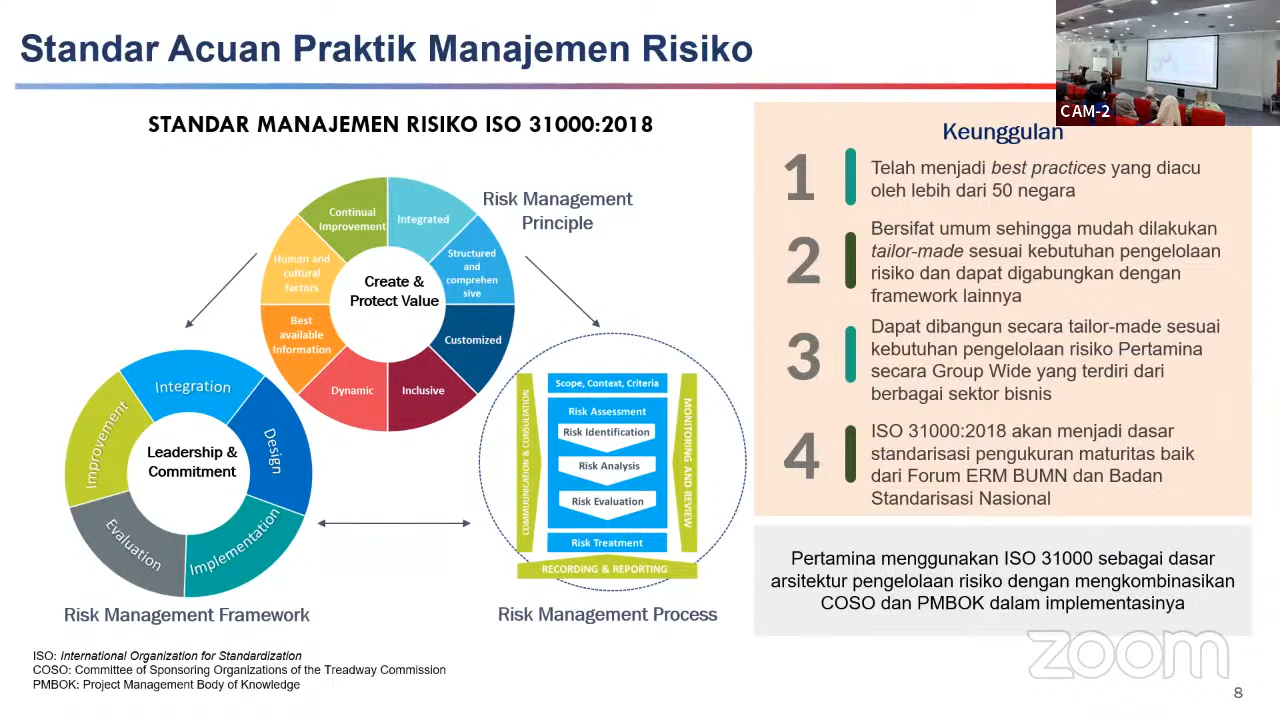 Standar Acuan Praktik Manajemen Risiko
CAM-2
STANDAR MANAJEMEN RISIKO ISO 31000:2018
Risk Management
Principle
Continual
Improvement
Integrated
Structured
and
comprehen
sive
Customized
Inclusive
Dynamic
Best
available
Information
Human and
cultural
factors
Create &
Protect Value
Integration
Design
Implementation
Evaluation
Improvement
Leadership &
Commitment
Risk Management Framework
Scope, Context, Criteria
Risk Assessment
Risk Identification
Risk Analysis
Risk Evaluation
Risk Treatment
COMMUNICATION & CONSULTATION
MONITORING AND REVIEW
RECORDING & REPORTING
Risk Management Process
Keunggulan
1
Telah menjadi best practices yang diacu
oleh lebih dari 50 negara
2
Bersifat umum sehingga mudah dilakukan
tailor-made sesuai kebutuhan pengelolaan
risiko dan dapat digabungkan dengan
framework lainnya
3
Dapat dibangun secara tailor-made sesuai
kebutuhan pengelolaan risiko Pertamina
secara Group Wide yang terdiri dari
berbagai sektor bisnis
4
ISO 31000:2018 akan menjadi dasar
standarisasi pengukuran maturitas baik
dari Forum ERM BUMN dan Badan
Standarisasi Nasional
Pertamina menggunakan ISO 31000 sebagai dasar
arsitektur pengelolaan risiko dengan mengkombinasikan
COSO dan PMBOK dalam implementasinya
ISO: International Organization for Standardization
COSO: Committee of Sponsoring Organizations of the Treadway Commission
PMBOK: Project Management Body of Knowledge
zoom
8